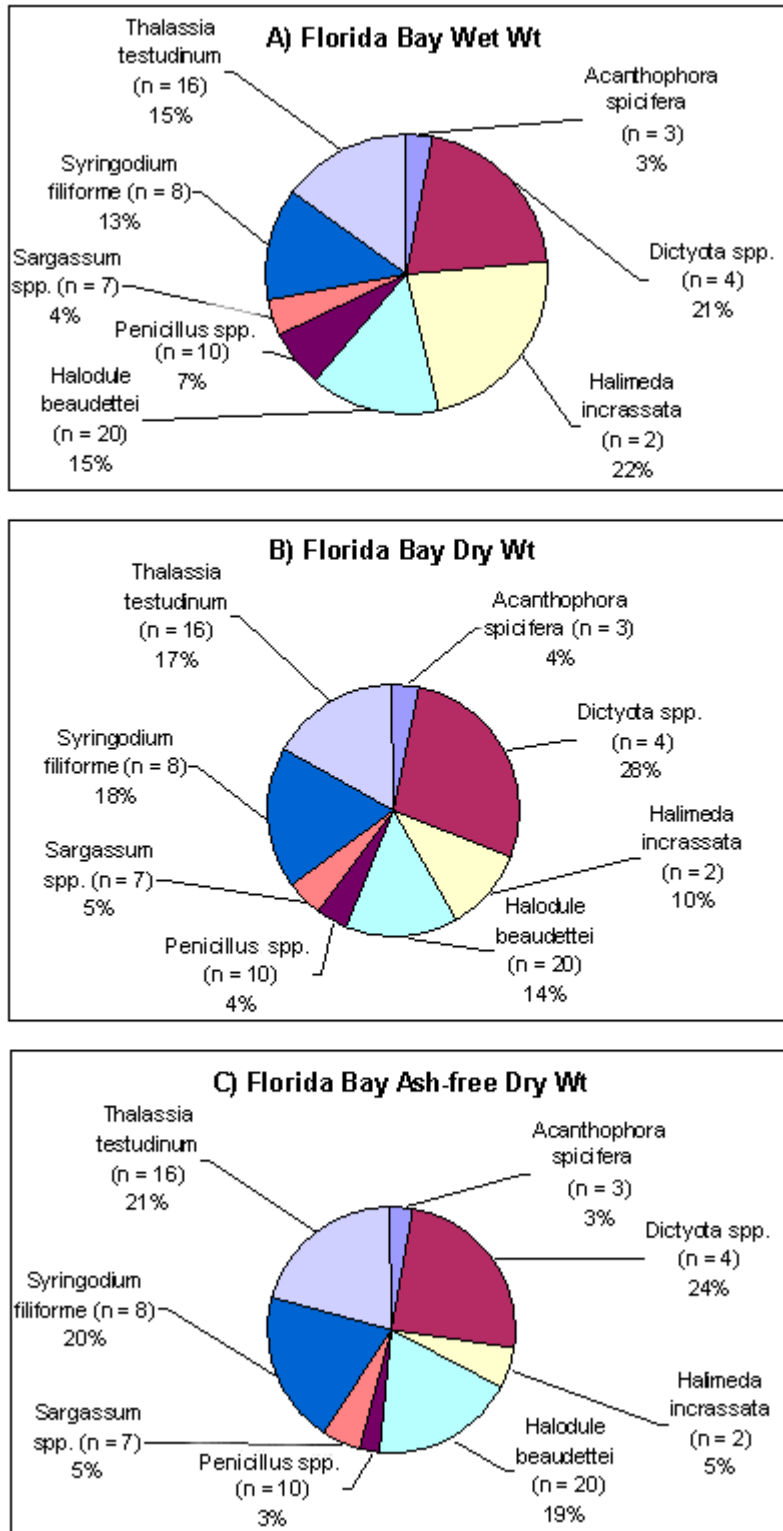 A) Florida Bay Wet Wt
Thalassia
testudinum
(n = 16)
15%
Acanthophora
spicifera
(n = 3)
3%
Syringodium
filiforme (n = 8)
13%
Dictyota spp.
(n = 4)
21%
Sargassum
spp. (n = 7)
4%
Penicillus spp.
(n = 10)
7%
Halodule
beaudettei
(n = 20)
15%
Halimeda
incrassata
(n = 2)
22%
B) Florida Bay Dry Wt
Thalassia
testudinum
(n = 16)
17%
Acanthophora
spicifera (n = 3)
4%
Syringodium
filiforme (n = 8)
18%
Dictyota spp.
(n = 4)
28%
Sargassum
spp. (n = 7)
5%
Halimeda
incrassata
(n = 2)
10%
Penicillus spp.
(n = 10)
4%
Halodule
beaudettei
(n = 20)
14%
C) Florida Bay Ash-free Dry Wt
Thalassia
testudinum
(n = 16)
21%
Acanthophora
spicifera
(n = 3)
3%
Syringodium
filiforme (n = 8)
20%
Dictyota spp.
(n = 4)
24%
Sargassum
spp. (n = 7)
5%
Penicillus spp.
(n = 10)
3%
Halodule
beaudettei
(n = 20)
19%
Halimeda
incrassata
(n = 2)
5%